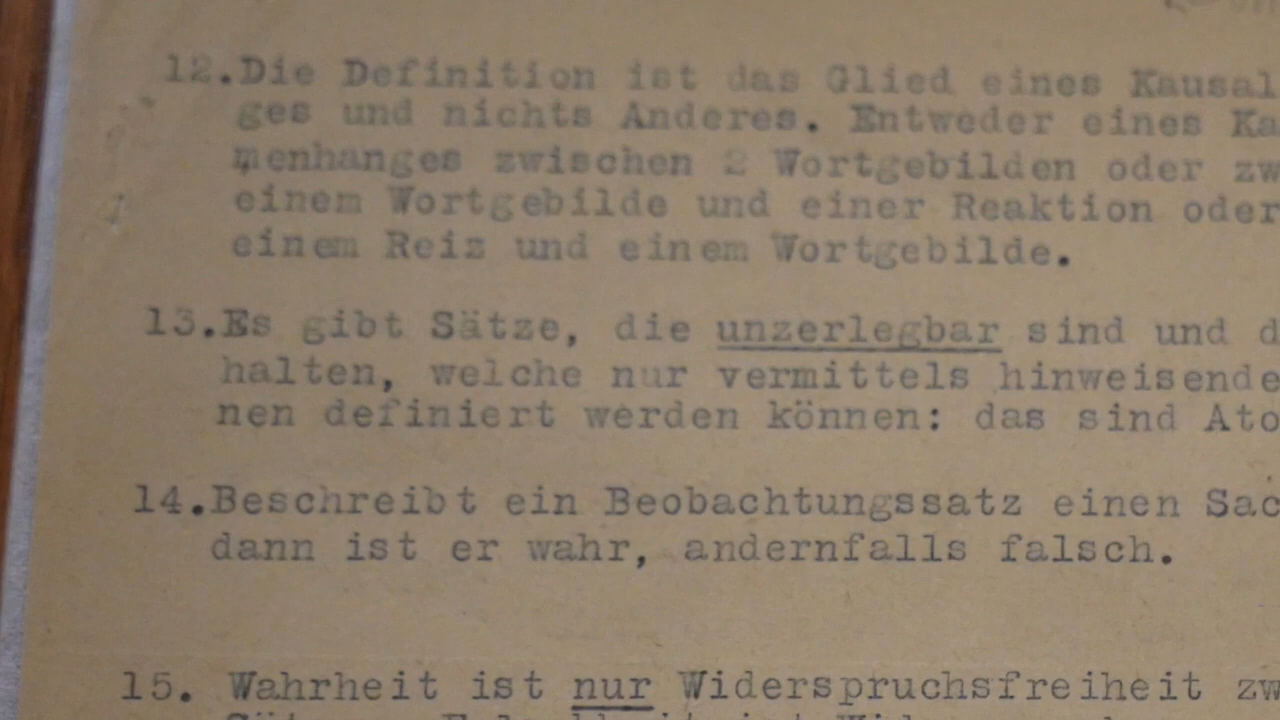 12.Die Definition ist das Glied eines Kausal
ges und nichts Anderes. Entweder eines Ka
menhanges zwischen 2 Wortgebilden oder zw
einem Wortgebilde und einer Reaktion oder
einem Reiz und einem Wortgebilde.
13.Es gibt Sätze, die unzerlegbar sind und d
halten, welche nur vermittels hinweisende
nen definiert werden können: das sind Ato
14.Beschreibt ein Beobachtungssatz einen Sac
dann ist er wahr, andernfalls falsch.
15. Wahrheit ist nur Widerspruchsfreiheit zw